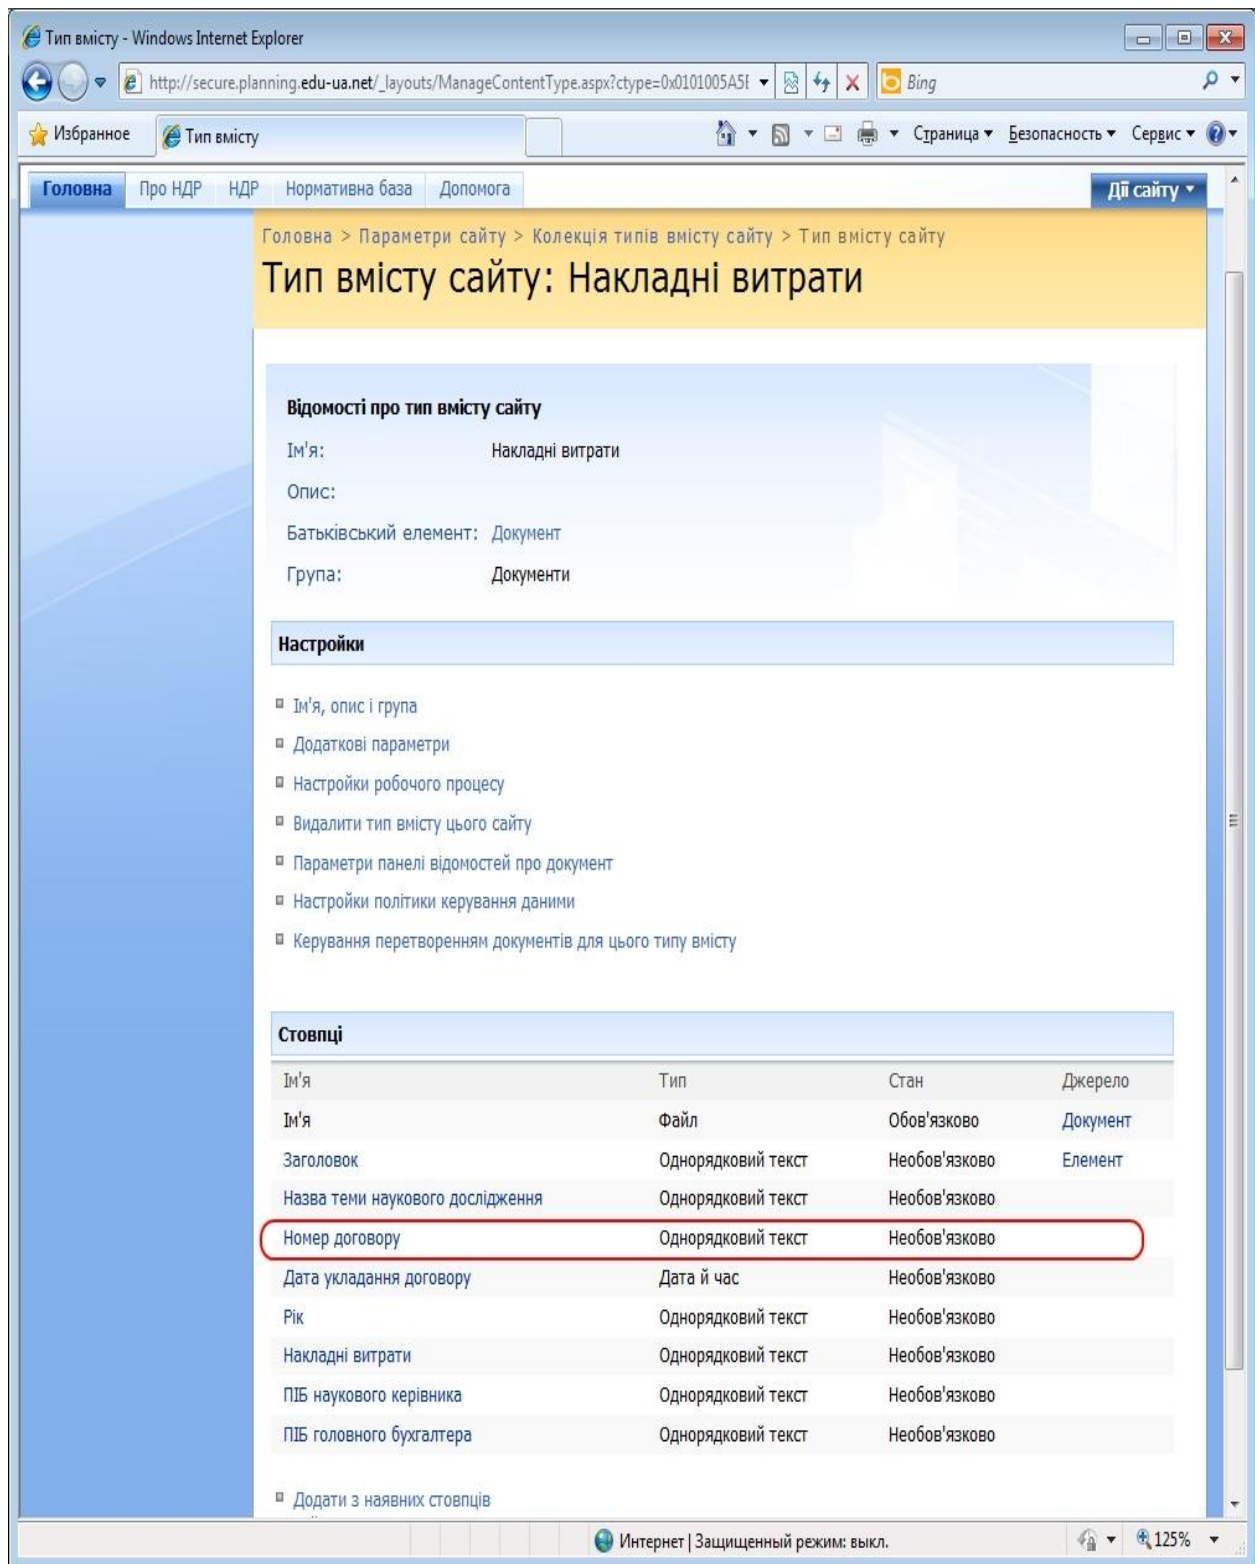 Тип вмісту - Windows Internet Explorer
http://secure.planning.edu-ua.net/_layouts/ManageContentType.aspx?ctype=0x0101005A5 Bing
Избранное Тип вмісту Страница Безопасность Сервис
Головна Про НДР НДР Нормативна база Допомога Дії сайту
Головна > Параметри сайту > Колекція типів вмісту сайту > Тип вмісту сайту
Тип вмісту сайту: Накладні витрати
Відомості про тип вмісту сайту
Ім'я: Накладні витрати
Опис:
Батьківський елемент: Документ
Група: Документи
Настройки
Ім'я, опис і група
Додаткові параметри
Настройки робочого процесу
Видалити тип вмісту цього сайту
Параметри панелі відомостей про документ
Настройки політики керування даними
Керування перетворенням документів для цього типу вмісту
Стовпці
Ім'я Тип Стан Джерело
Ім'я Файл Обов'язково Документ
Заголовок Однорядковий текст Необов'язково Елемент
Назва теми наукового дослідження Однорядковий текст Необов'язково
Номер договору Однорядковий текст Необов'язково
Дата укладання договору Дата й час Необов'язково
Рік Однорядковий текст Необов'язково
Накладні витрати Однорядковий текст Необов'язково
ПІБ наукового керівника Однорядковий текст Необов'язково
ПІБ головного бухгалтера Однорядковий текст Необов'язково
Додати з наявних стовпців
Интернет | Защищенный режим: выкл. 125%